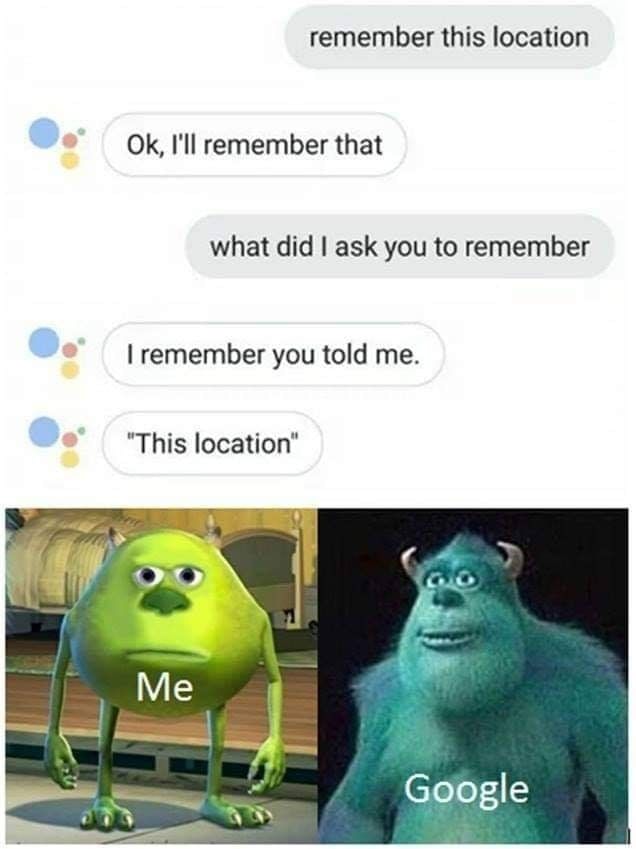 remember this location
Ok, I'll remember that
what did I ask you to remember
I remember you told me.
"This location"
Me
Google